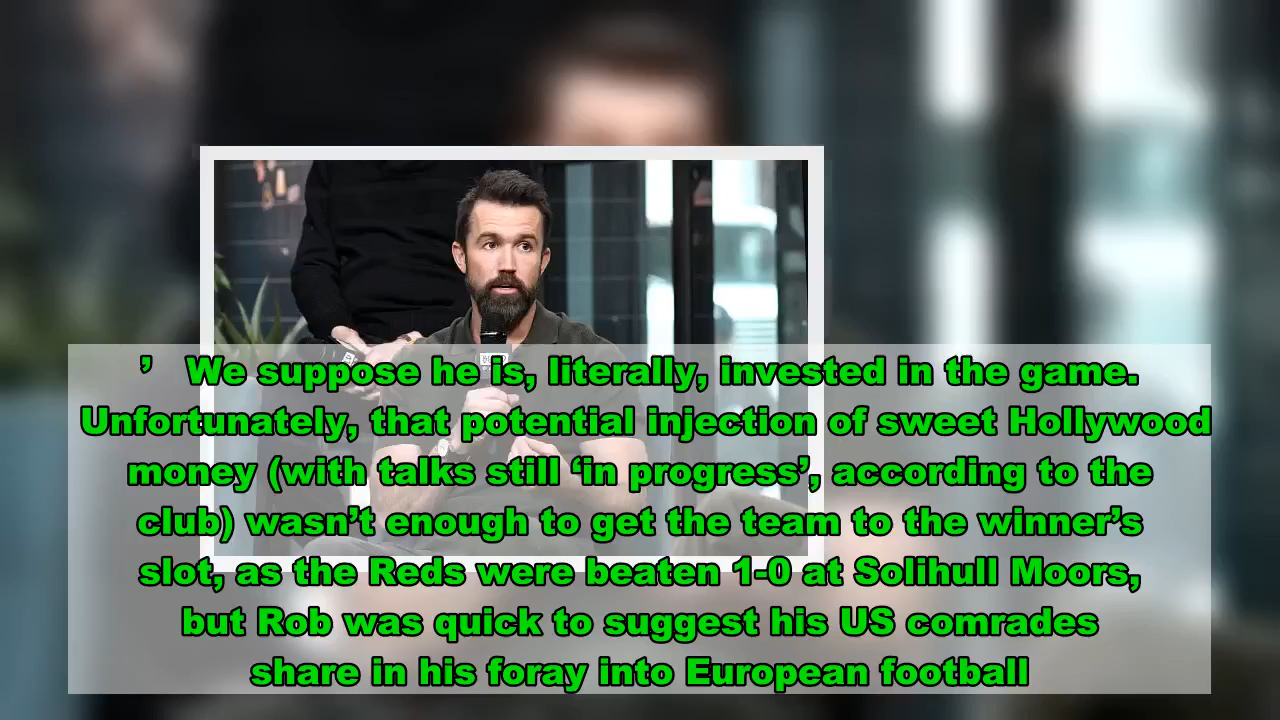 ’ We suppose he is, literally, invested in the game.
Unfortunately, that potential injection of sweet Hollywood
money (with talks still ‘in progress’, according to the
club) wasn’t enough to get the team to the winner’s
slot, as the Reds were beaten 1-0 at Solihull Moors,
but Rob was quick to suggest his US comrades
share in his foray into European football